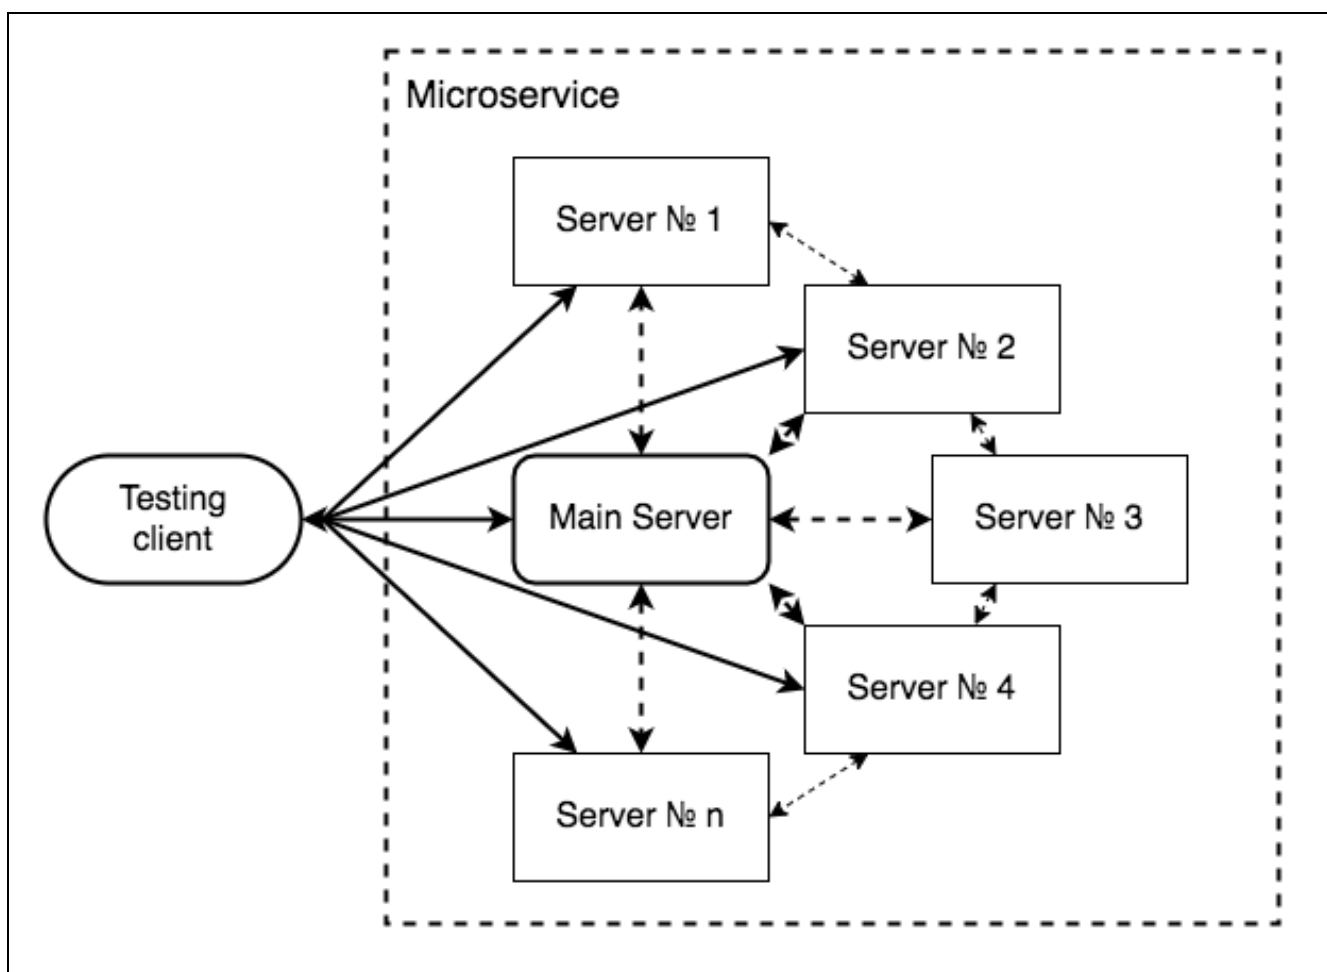 Microservice
Server № 1
Server № 2
Testing
client
Main Server
Server № 3
Server № 4
Server № n